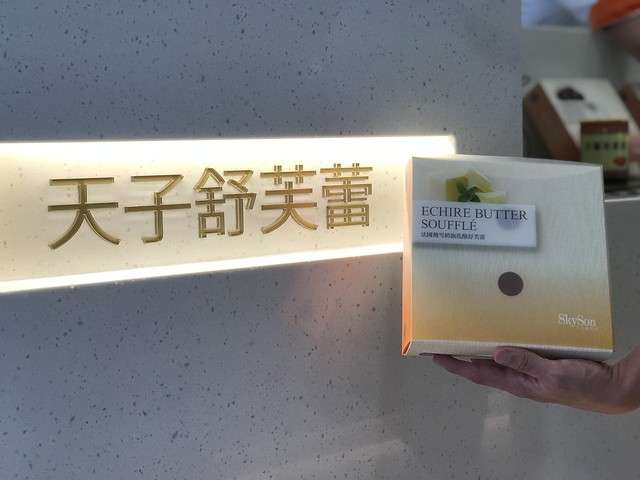 天子舒芙蕾
ECHIRE BUTTER
SOUFFLÉ
SkySon